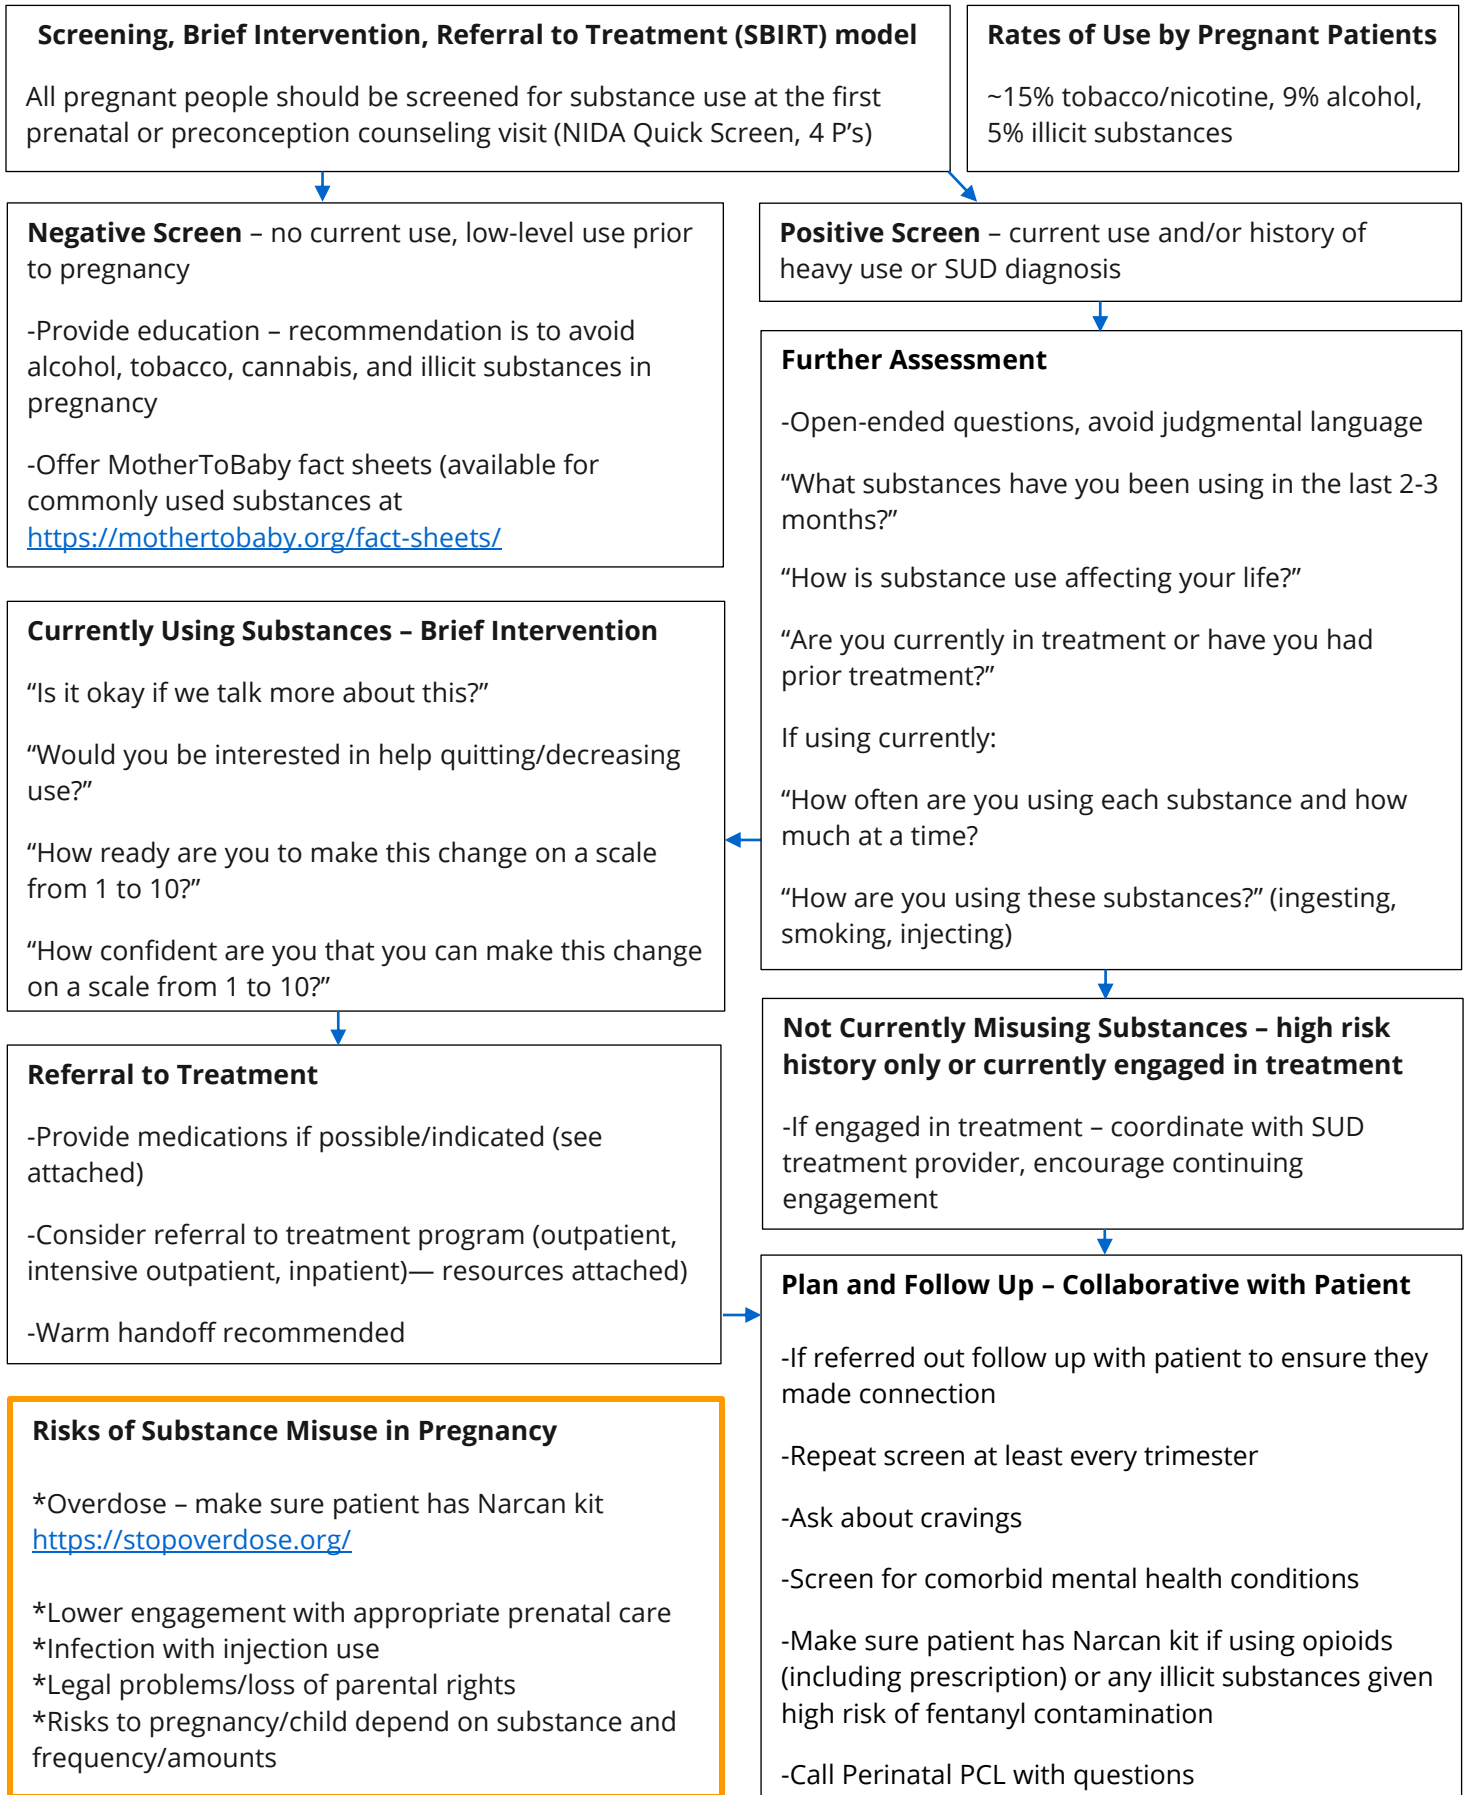 Screening, Brief Intervention, Referral to Treatment (SBIRT) model
All pregnant people should be screened for substance use at the first
prenatal or preconception counseling visit (NIDA Quick Screen, 4 P’s)
Rates of Use by Pregnant Patients
~15% tobacco/nicotine, 9% alcohol,
5% illicit substances
Negative Screen – no current use, low-level use prior
to pregnancy
-Provide education – recommendation is to avoid
alcohol, tobacco, cannabis, and illicit substances in
pregnancy
-Offer MotherToBaby fact sheets (available for
commonly used substances at
https://mothertobaby.org/fact-sheets/
Positive Screen – current use and/or history of
heavy use or SUD diagnosis
Further Assessment
-Open-ended questions, avoid judgmental language
“What substances have you been using in the last 2-3
months?”
“How is substance use affecting your life?”
“Are you currently in treatment or have you had
prior treatment?”
If using currently:
“How often are you using each substance and how
much at a time?
“How are you using these substances?” (ingesting,
smoking, injecting)
Currently Using Substances – Brief Intervention
“Is it okay if we talk more about this?”
“Would you be interested in help quitting/decreasing
use?”
“How ready are you to make this change on a scale
from 1 to 10?”
“How confident are you that you can make this change
on a scale from 1 to 10?”
Referral to Treatment
-Provide medications if possible/indicated (see
attached)
-Consider referral to treatment program (outpatient,
intensive outpatient, inpatient)— resources attached)
-Warm handoff recommended
Not Currently Misusing Substances – high risk
history only or currently engaged in treatment
-If engaged in treatment – coordinate with SUD
treatment provider, encourage continuing
engagement
Plan and Follow Up – Collaborative with Patient
-If referred out follow up with patient to ensure they
made connection
-Repeat screen at least every trimester
-Ask about cravings
-Screen for comorbid mental health conditions
-Make sure patient has Narcan kit if using opioids
(including prescription) or any illicit substances given
high risk of fentanyl contamination
-Call Perinatal PCL with questions
Risks of Substance Misuse in Pregnancy
*Overdose – make sure patient has Narcan kit
https://stopoverdose.org/
*Lower engagement with appropriate prenatal care
*Infection with injection use
*Legal problems/loss of parental rights
*Risks to pregnancy/child depend on substance and
frequency/amounts